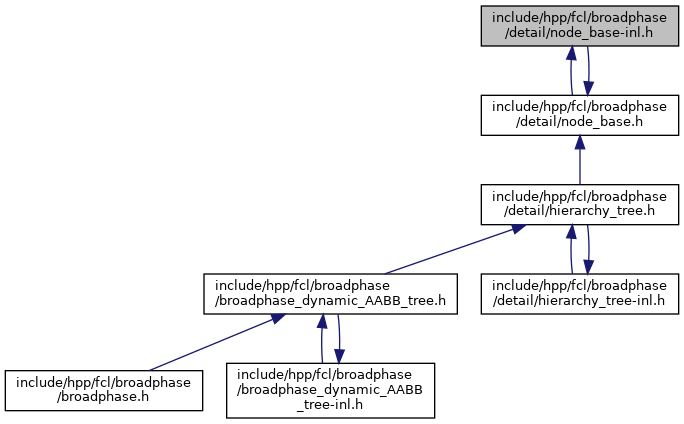 include/hpp/fcl/broadphase
/detail/node_base-inl.h
include/hpp/fcl/broadphase
/detail/node_base.h
include/hpp/fcl/broadphase
/detail/hierarchy_tree.h
include/hpp/fcl/broadphase
/broadphase_dynamic_AABB_tree.h
include/hpp/fcl/broadphase
/detail/hierarchy_tree-inl.h
include/hpp/fcl/broadphase
/broadphase.h
include/hpp/fcl/broadphase
/broadphase_dynamic_AABB
_tree-inl.h